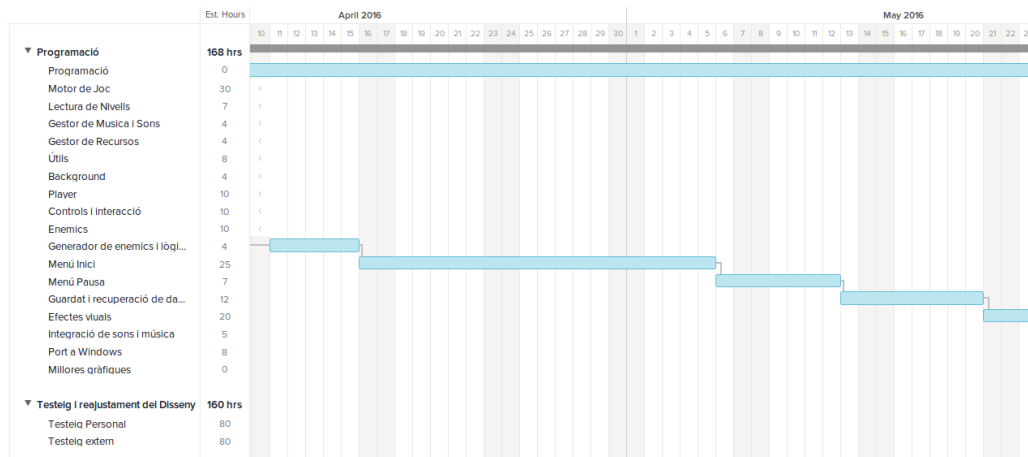 Est. Hours April 2016 May 2016
10 11 12 13 14 15 16 17 18 19 20 21 22 23 24 25 26 27 28 29 30 1 2 3 4 5 6 7 8 9 10 11 12 13 14 15 16 17 18 19 20 21 22 2
Programació 168 hrs
Programació 0
Motor de Joc 30
Lectura de Nivells 7
Gestor de Musica i Sons 4
Gestor de Recursos 4
Útils 8
Background 4
Player 10
Controls i interacció 10
Enemics 10
Generador de enemics i lògi... 4
Menú Inici 25
Menú Pausa 7
Guardat i recuperació de da... 12
Efectes viuals 20
Integració de sons i música 5
Port a Windows 8
Millores gràfiques 0
Testeig i reajustament del Disseny 160 hrs
Testeig Personal 80
Testeig extern 80